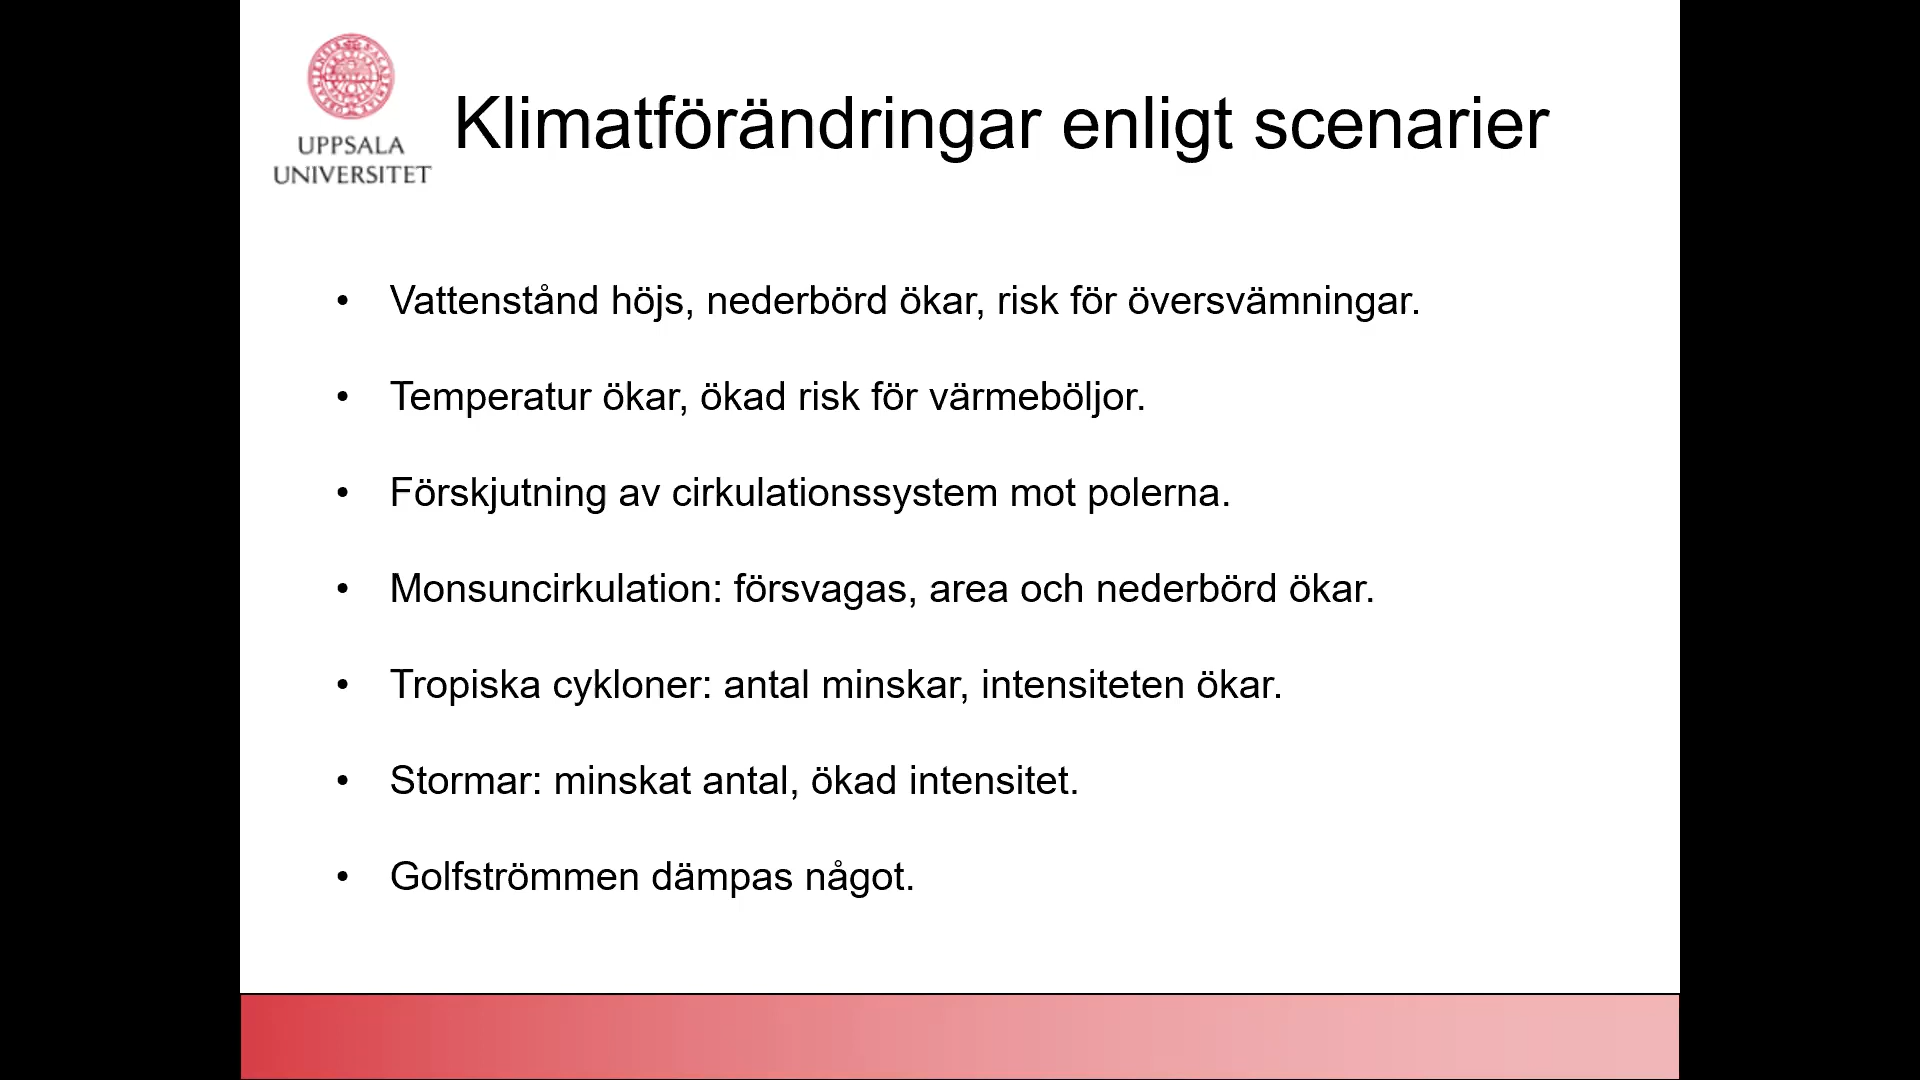 UPPSALA
UNIVERSITET
Klimatförändringar enligt scenarier
• Vattenstånd höjs, nederbörd ökar, risk för översvämningar.
• Temperatur ökar, ökad risk för värmeböljor.
• Förskjutning av cirkulationssystem mot polerna.
• Monsuncirkulation: försvagas, area och nederbörd ökar.
• Tropiska cykloner: antal minskar, intensiteten ökar.
• Stormar: minskat antal, ökad intensitet.
• Golfströmmen dämpas något.